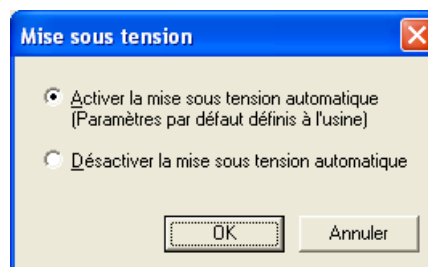 Mise sous tension
Activer la mise sous tension automatique
(Paramètres par défaut définis à l'usine)
Désactiver la mise sous tension automatique
OK
Annuler